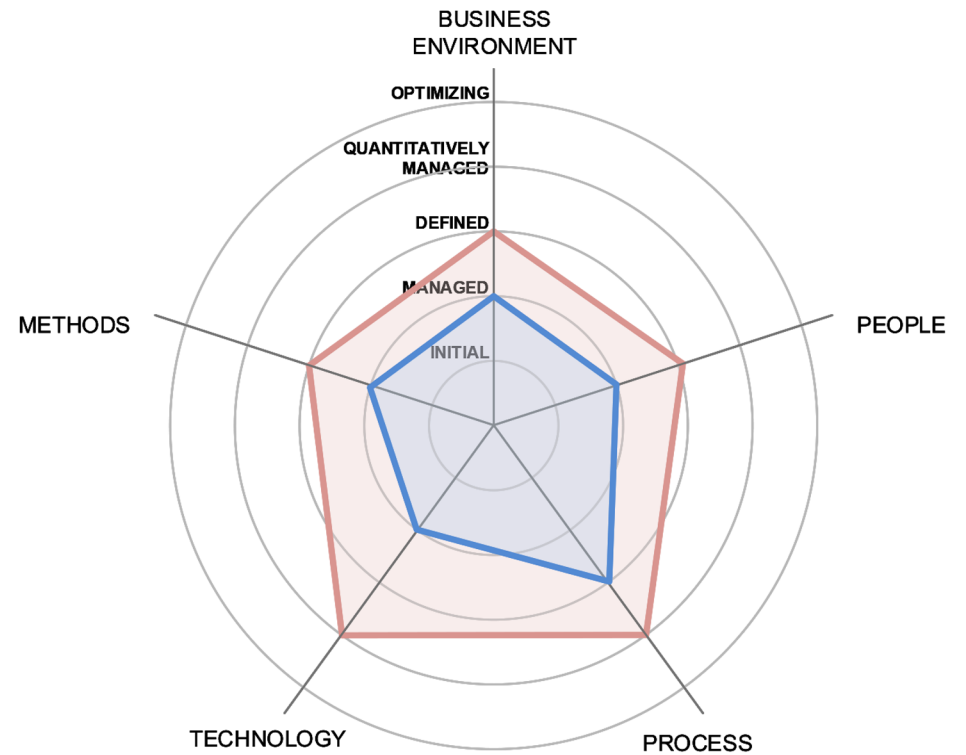 BUSINESS
ENVIRONMENT
OPTIMIZING
QUANTITATIVELY
MANAGED
DEFINED
MANAGED
INITIAL
METHODS
PEOPLE
TECHNOLOGY
PROCESS